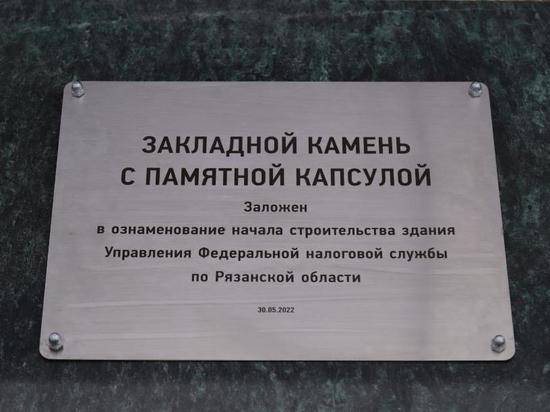 ЗАКЛАДНОЙ КАМЕНЬ
С ПАМЯТНОЙ КАПСУЛОЙ
Заложен
в ознаменование начала строительства здания
Управления Федеральной налоговой службы
по Рязанской области
30.05.2022